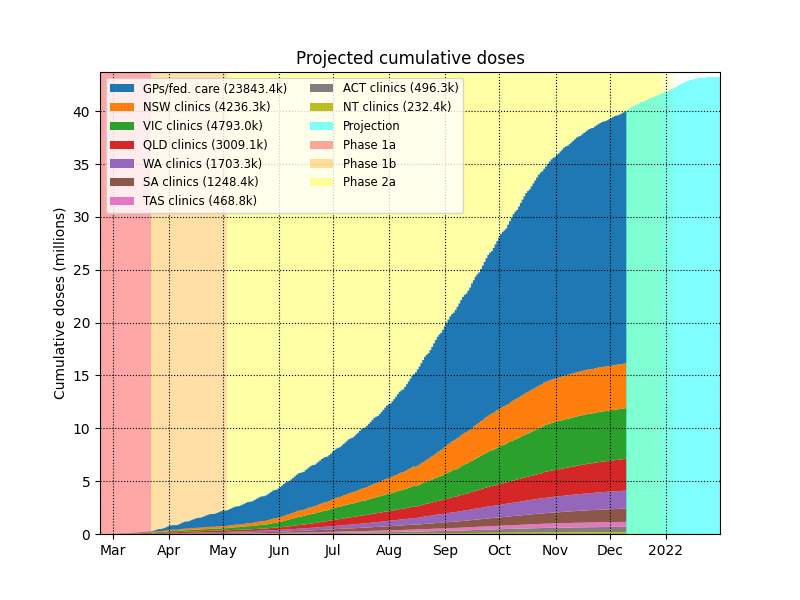 Projected cumulative doses
GPs/fed. care (23843.4k)
NSW clinics (4236.3k)
VIC clinics (4793.0k)
QLD clinics (3009.1k)
WA clinics (1703.3k)
SA clinics (1248.4k)
TAS clinics (468.8k)
ACT clinics (496.3k)
NT clinics (232.4k)
Projection
Phase 1a
Phase 1b
Phase 2a
Cumulative doses (millions)
40
35
30
25
20
15
10
5
0
Mar Apr May Jun Jul Aug Sep Oct Nov Dec 2022